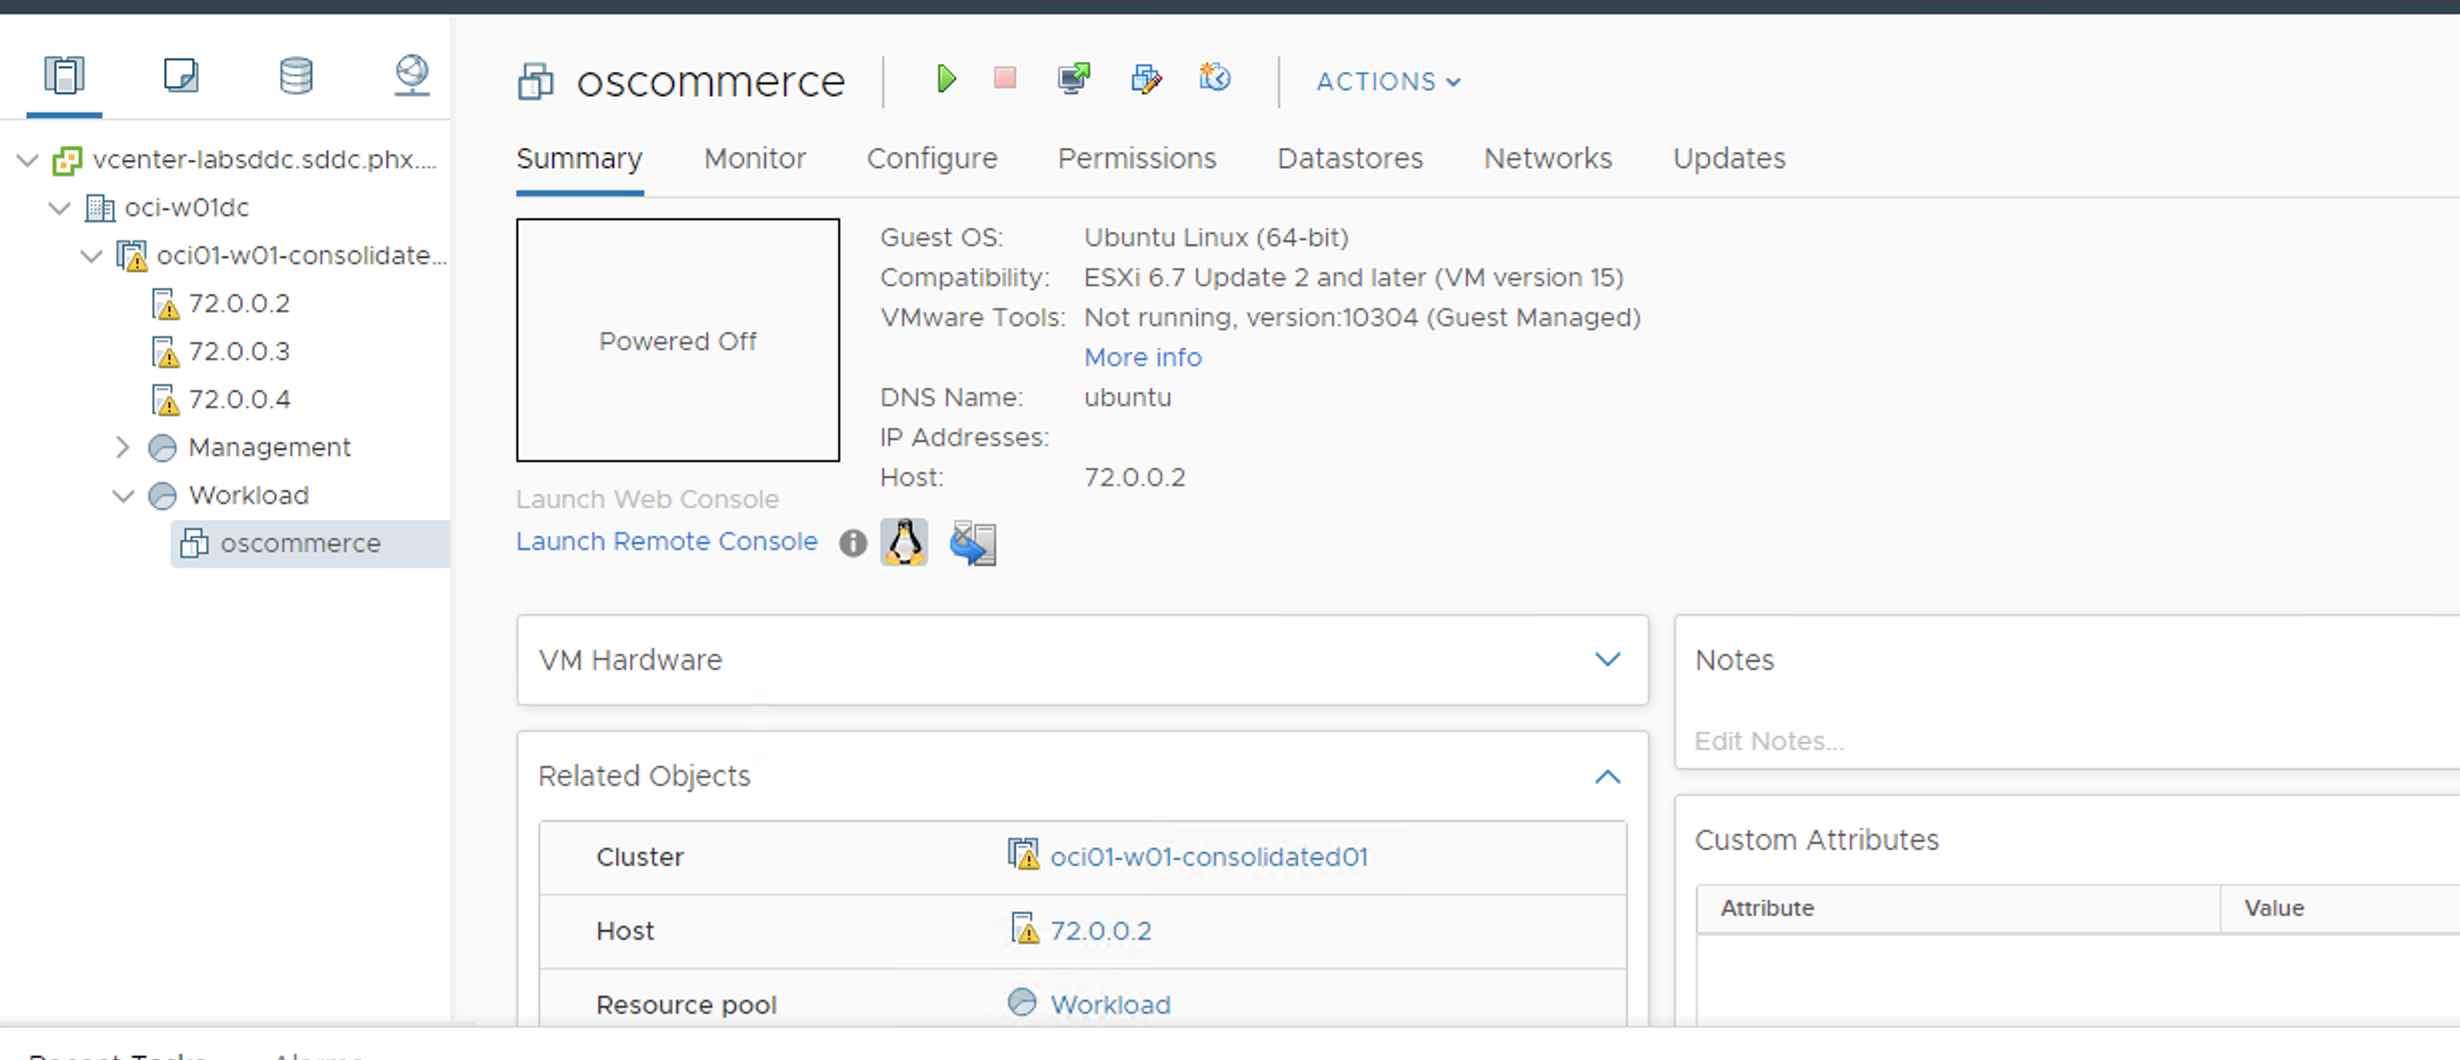 oscommerce
ACTIONS
Summary Monitor Configure Permissions Datastores Networks Updates
vcenter-labsddc.sddc.phx....
oci-w01dc
oci01-w01-consolidate...
72.0.0.2
72.0.0.3
72.0.0.4
Management
Workload
oscommerce
Powered Off
Launch Web Console
Launch Remote Console
Guest OS: Ubuntu Linux (64-bit)
Compatibility: ESXi 6.7 Update 2 and later (VM version 15)
VMware Tools: Not running, version:10304 (Guest Managed)
More info
DNS Name: ubuntu
IP Addresses:
Host: 72.0.0.2
VM Hardware
Related Objects
Cluster oci01-w01-consolidated01
Host 72.0.0.2
Resource pool Workload
Notes
Edit Notes...
Custom Attributes
Attribute Value
Recent Tasks Alarms